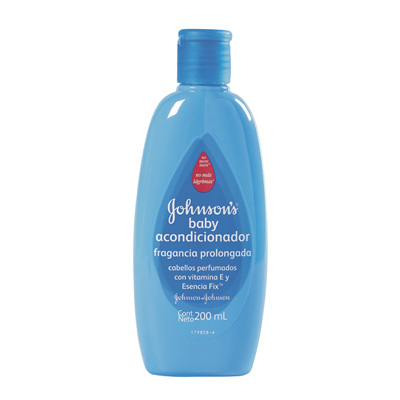 no más
lágrimas®
Johnson's®
baby
acondicionador
fragancia prolongada
cabellos perfumados
con vitamina E y
Esencia Fix™
Johnson & Johnson
Cont.
Neto 200 mL